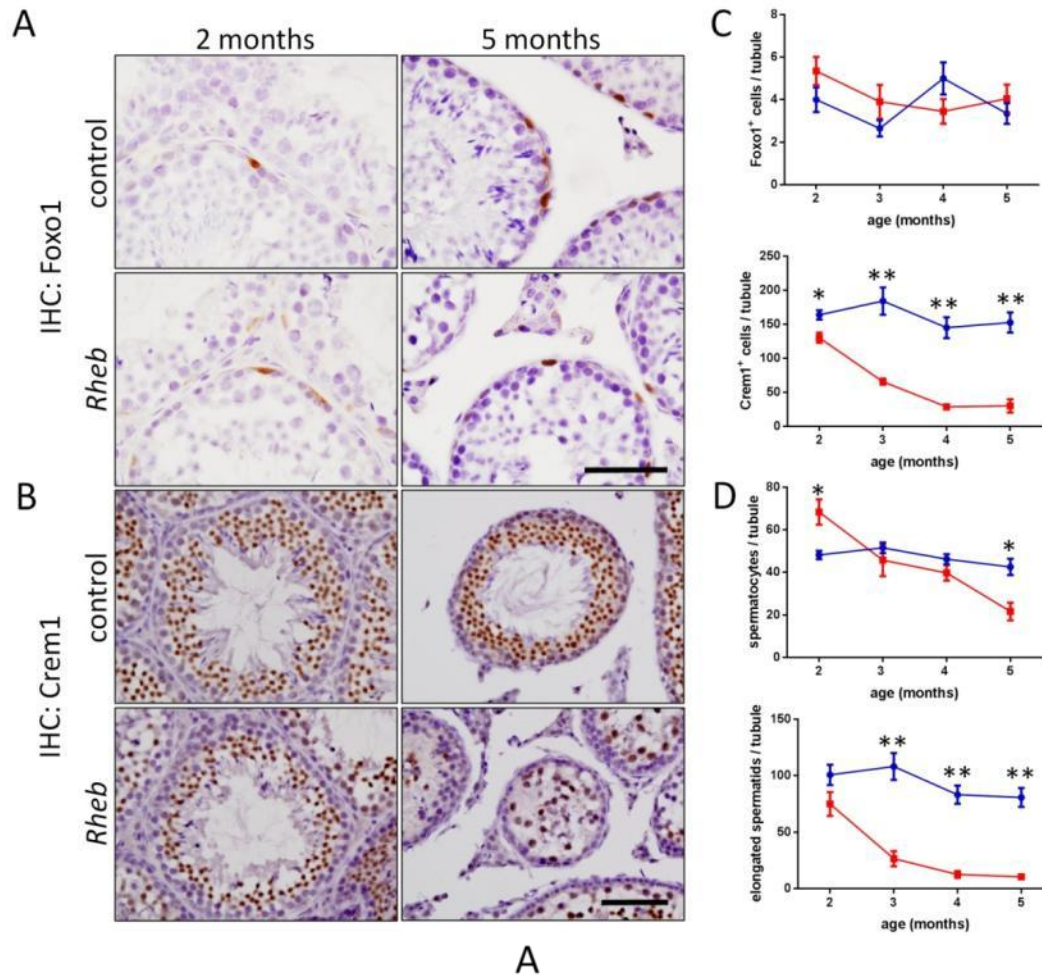 A
2 months
5 months
IHC: Foxo1
control
Rheb
B
IHC: Crem1
control
Rheb
C
Foxo1⁺ cells / tubule
8
6
4
2
0
2 3 4 5
age (months)
Crem1⁺ cells / tubule
250
200
150
100
50
0
* ** ** **
2 3 4 5
age (months)
D
spermatocytes / tubule
80
60
40
20
0
* *
2 3 4 5
age (months)
elongated spermatids / tubule
150
100
50
0
** ** **
2 3 4 5
age (months)
A